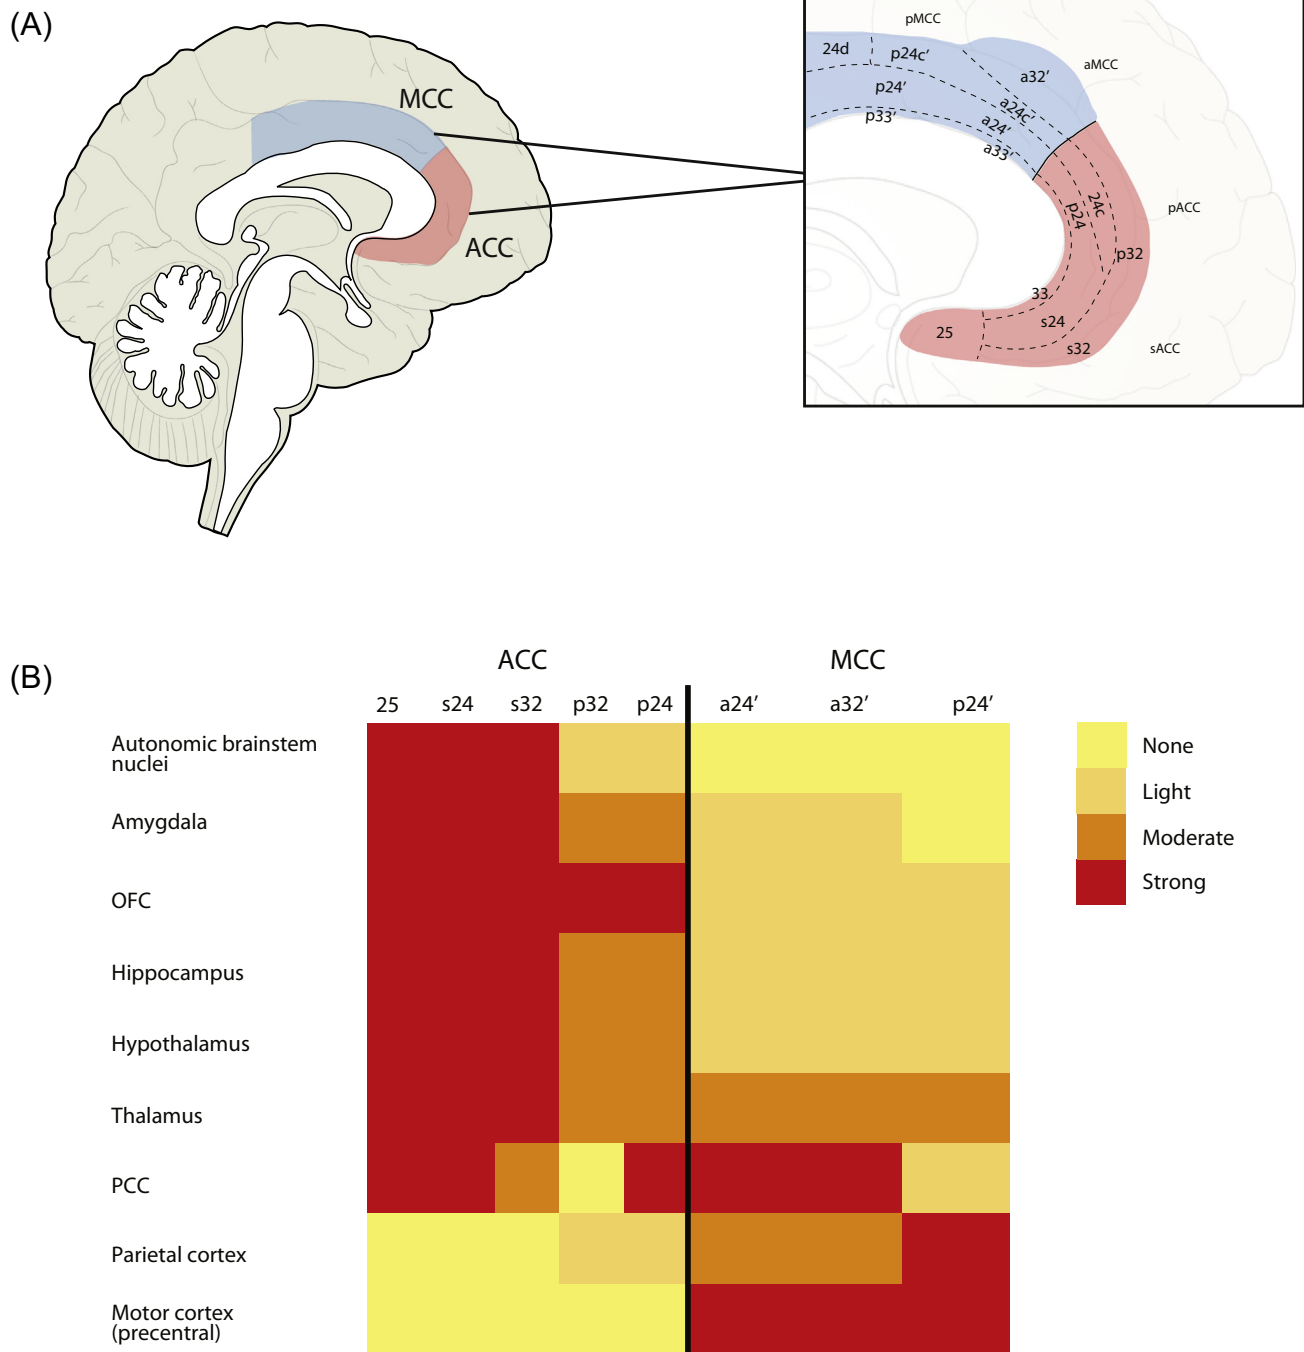 (A)
MCC
ACC
pMCC
24d
p24c′
a32′
aMCC
p24′
a24c′
p33′
a24′
a33′
24c
p24
pACC
p32
33
s24
25
s32
sACC
(B)
ACC
MCC
25 s24 s32 p32 p24 a24′ a32′ p24′
Autonomic brainstem
nuclei
Amygdala
OFC
Hippocampus
Hypothalamus
Thalamus
PCC
Parietal cortex
Motor cortex
(precentral)
None
Light
Moderate
Strong